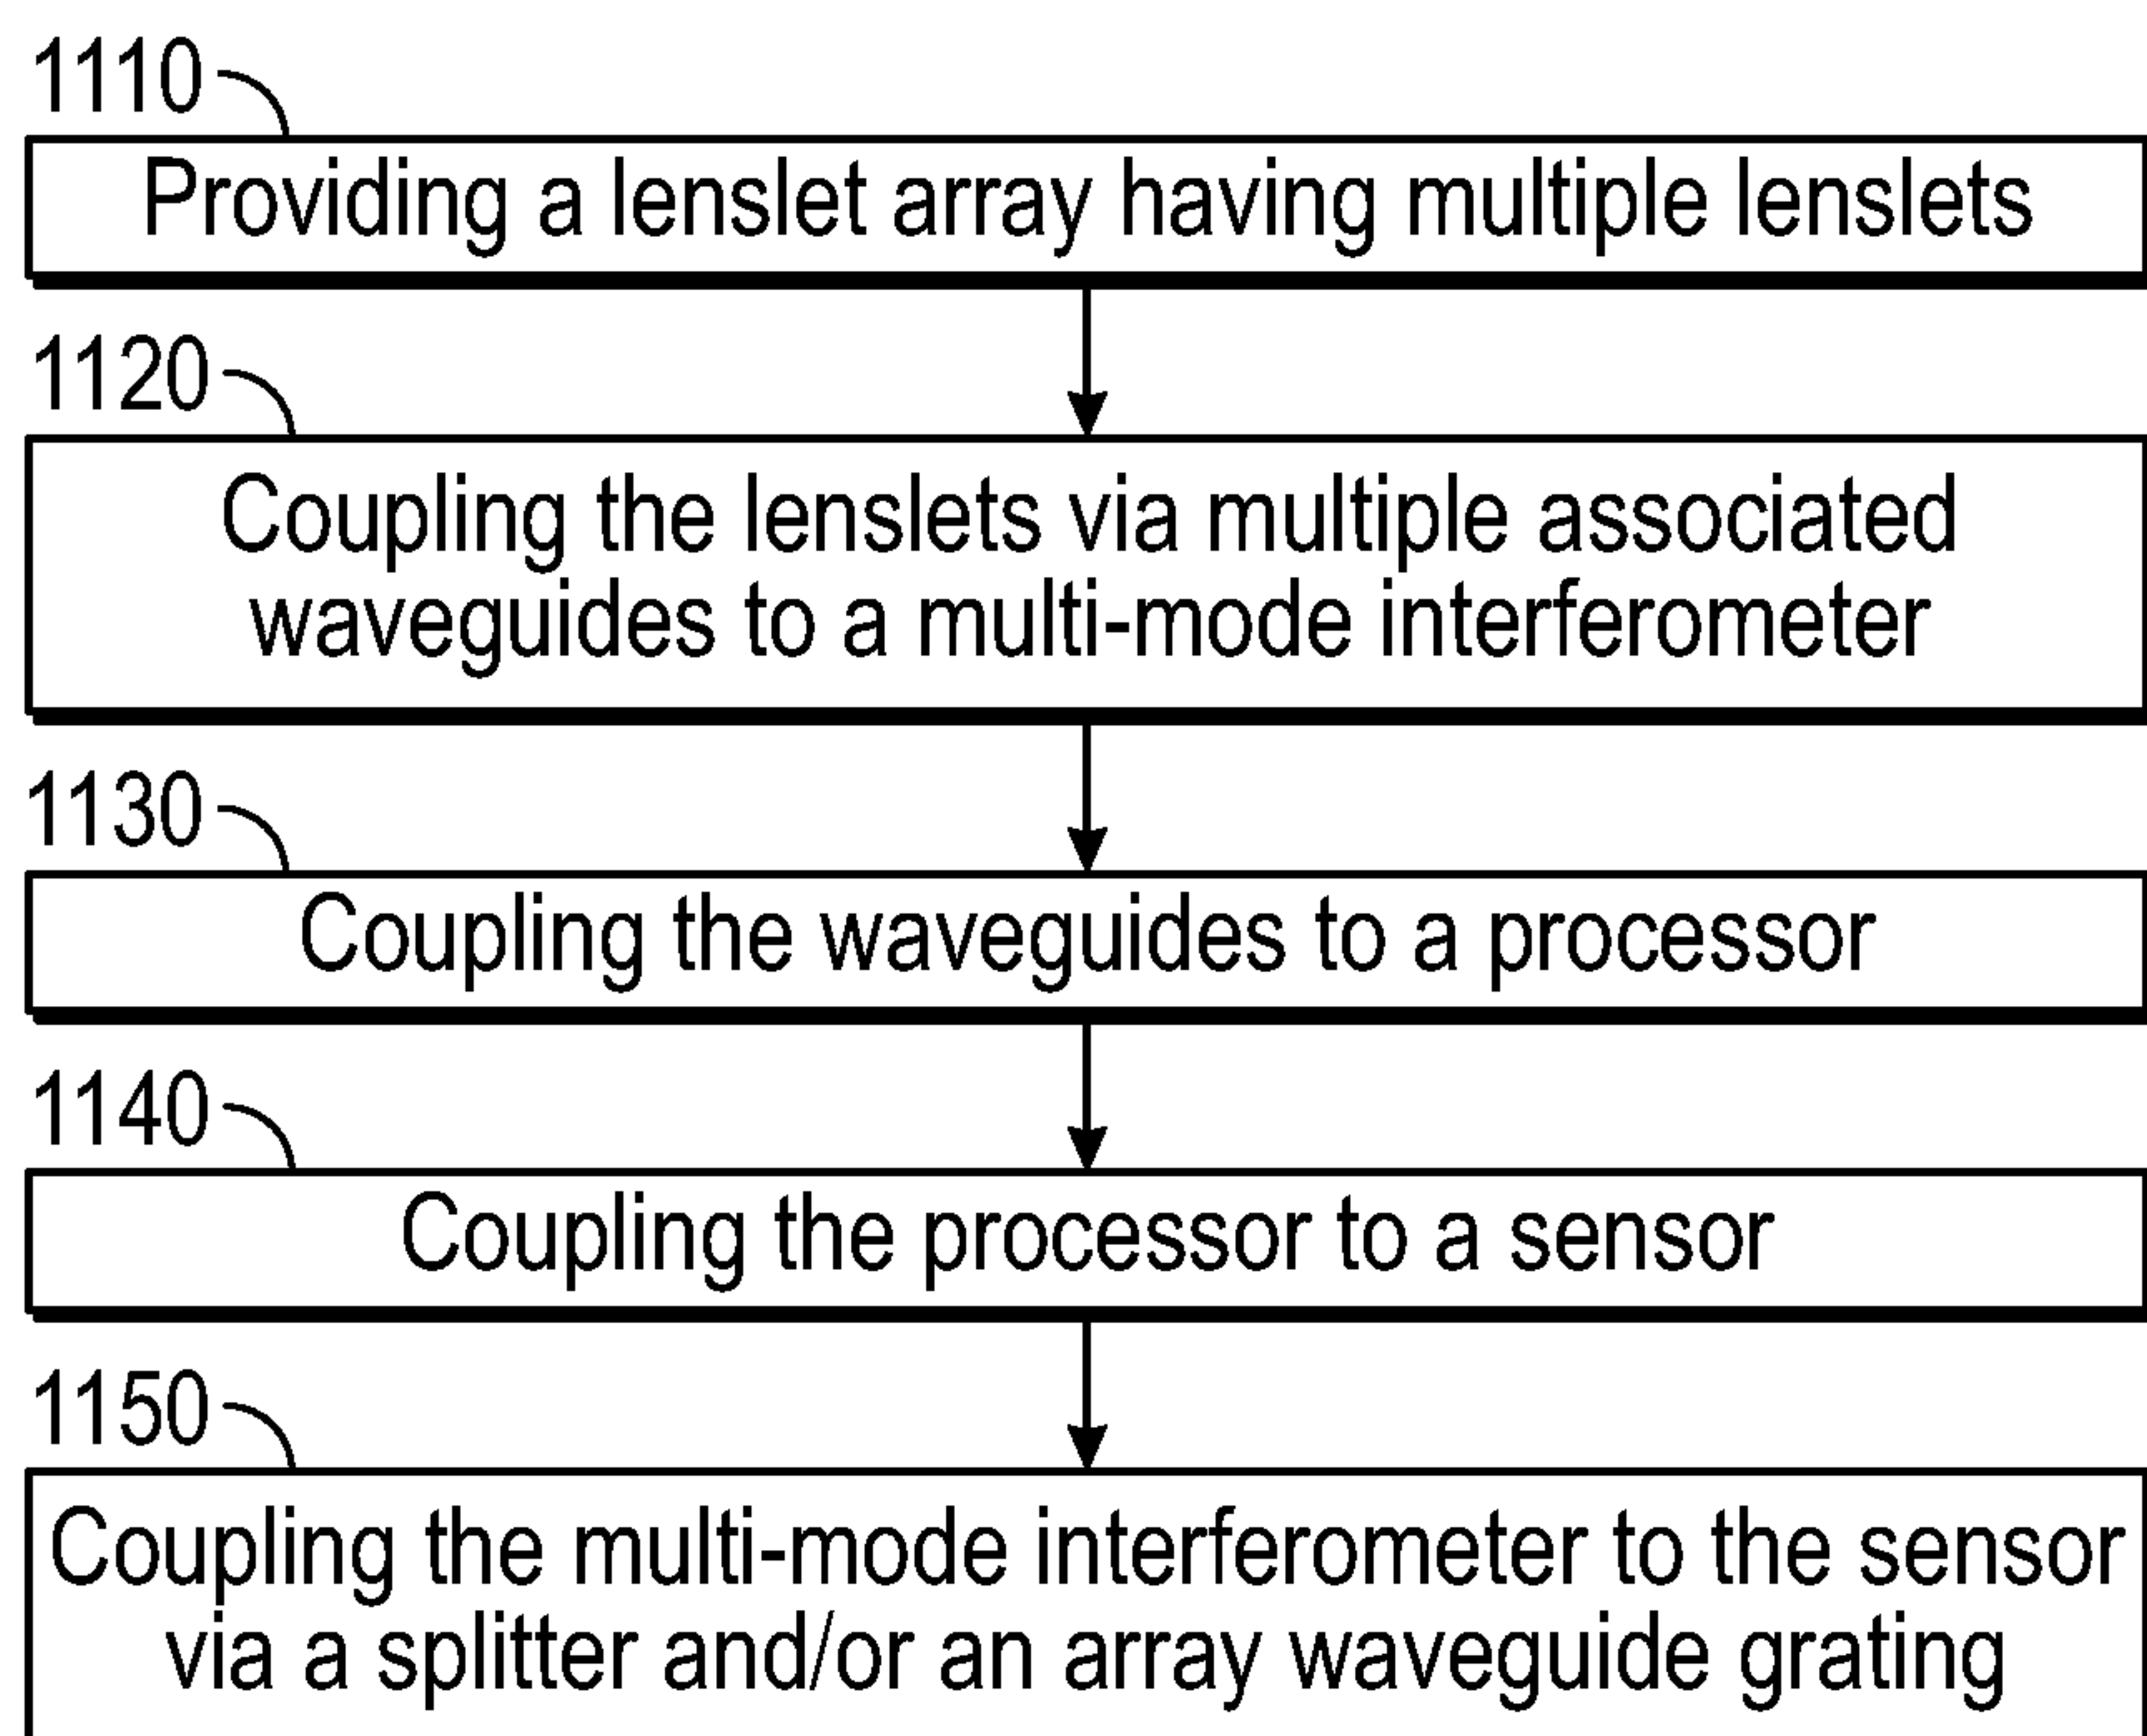 1110
Providing a lenslet array having multiple lenslets
1120
Coupling the lenslets via multiple associated
waveguides to a multi-mode interferometer
1130
Coupling the waveguides to a processor
1140
Coupling the processor to a sensor
1150
Coupling the multi-mode interferometer to the sensor
via a splitter and/or an array waveguide grating